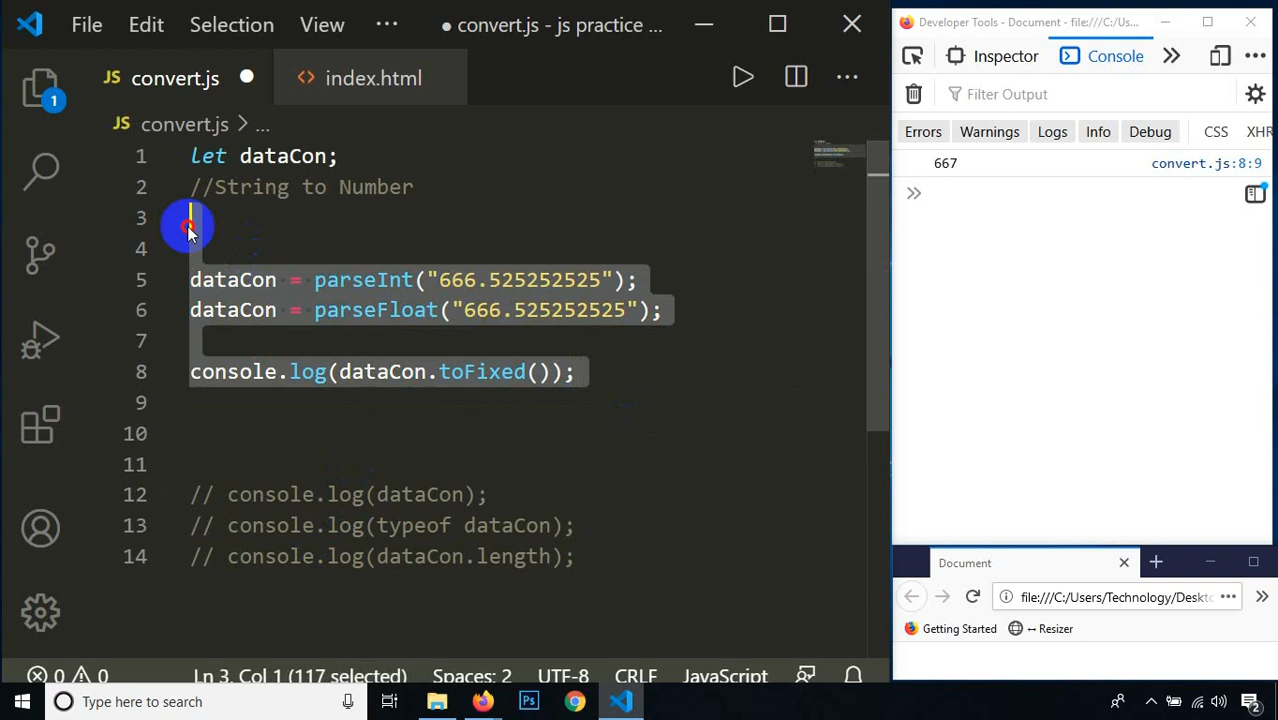 File Edit Selection View ··· ● convert.js - js practice ...
JS convert.js ● <> index.html
JS convert.js > ...
1 let dataCon;
2 //String to Number
3
4
5 dataCon = parseInt("666.525252525");
6 dataCon = parseFloat("666.525252525");
7
8 console.log(dataCon.toFixed());
9
10
11
12 // console.log(dataCon);
13 // console.log(typeof dataCon);
14 // console.log(dataCon.length);
1
0 0 Ln 3, Col 1 (117 selected) Spaces: 2 UTF-8 CRLF JavaScript
Developer Tools - Document - file:///C:/Us...
Inspector Console
Filter Output
Errors Warnings Logs Info Debug CSS XHR
667 convert.js:8:9
Document
file:///C:/Users/Technology/Deskto
Getting Started Resizer
Type here to search Ps 2